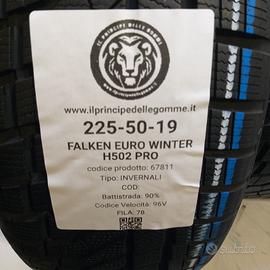 IL PRINCIPE DELLE GOMME
www.ilprincipedellegomme.it
225-50-19
FALKEN EURO WINTER
H502 PRO
codice prodotto: 67811
Tipo: INVERNALI
COD:
Battistrada: 90%
Codice Velocità: 96V
FILA: 78
subito